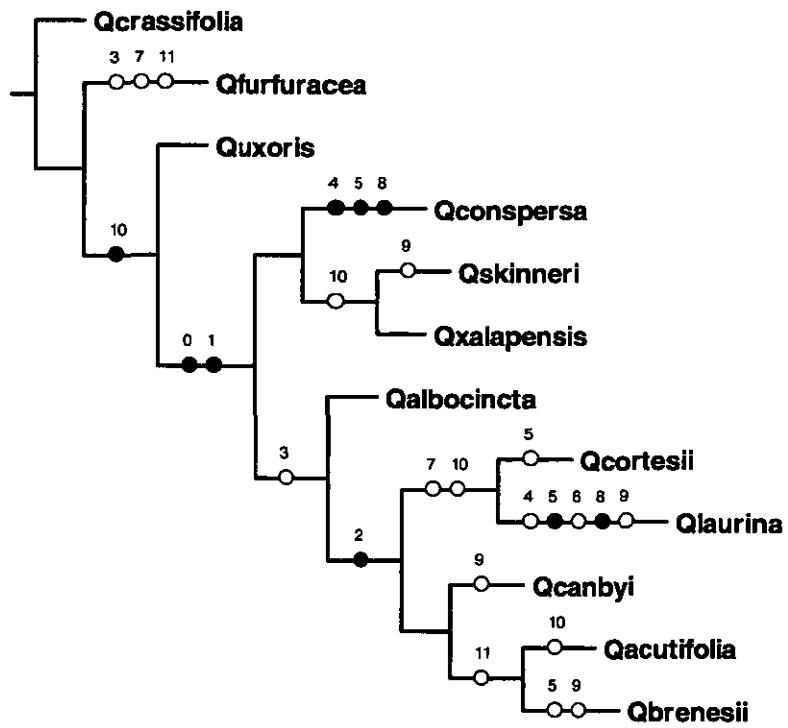 Qcrassifolia
3 7 11
Qfurfuracea
Quxoris
4 5 8
Qconspersa
10
9
Qskinneri
10
Qxalapensis
0 1
Qalbocincta
3
5
Qcortesii
7 10
4 5 6 8 9
Qlaurina
2
9
Qcanbyi
10
Qacutifolia
11
5 9
Qbrenesii